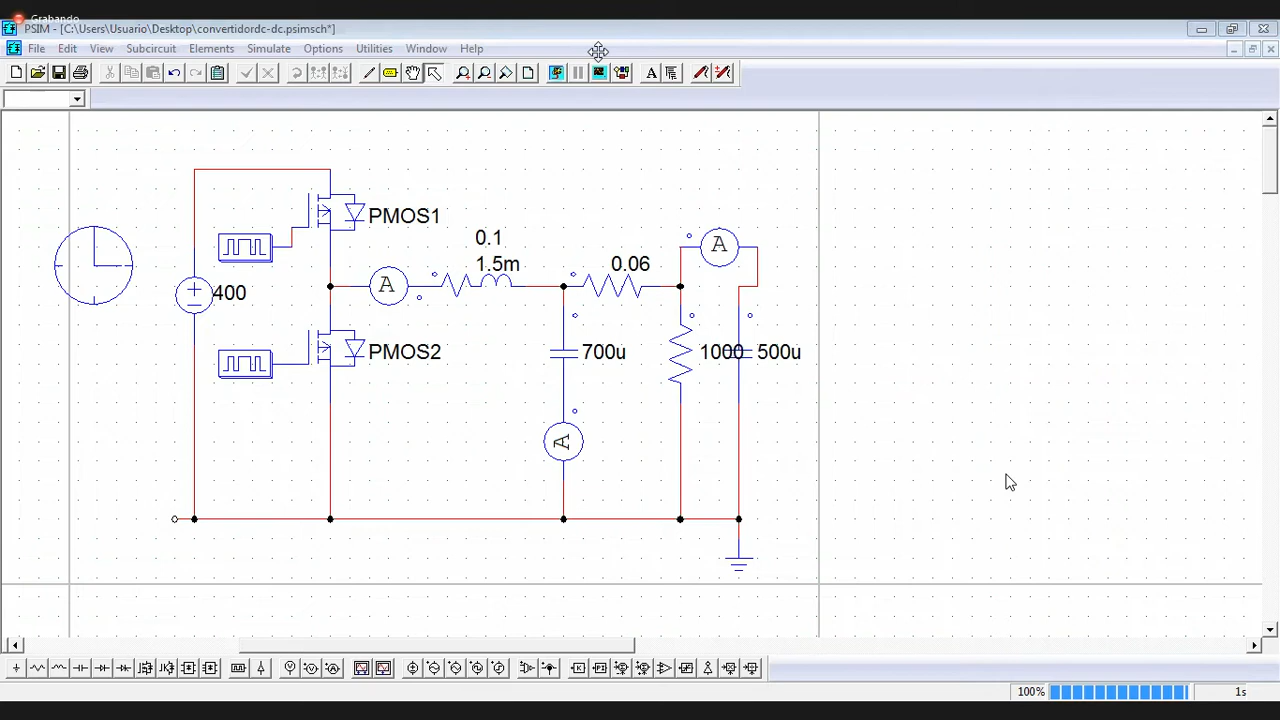 Grabando
PSIM - [C:\Users\Usuario\Desktop\convertidordc-dc.psimsch*]
File Edit View Subcircuit Elements Simulate Options Utilities Window Help
PMOS1
0.1
1.5m
0.06
A
A
400
PMOS2
700u
1000
500u
A
100%
1s